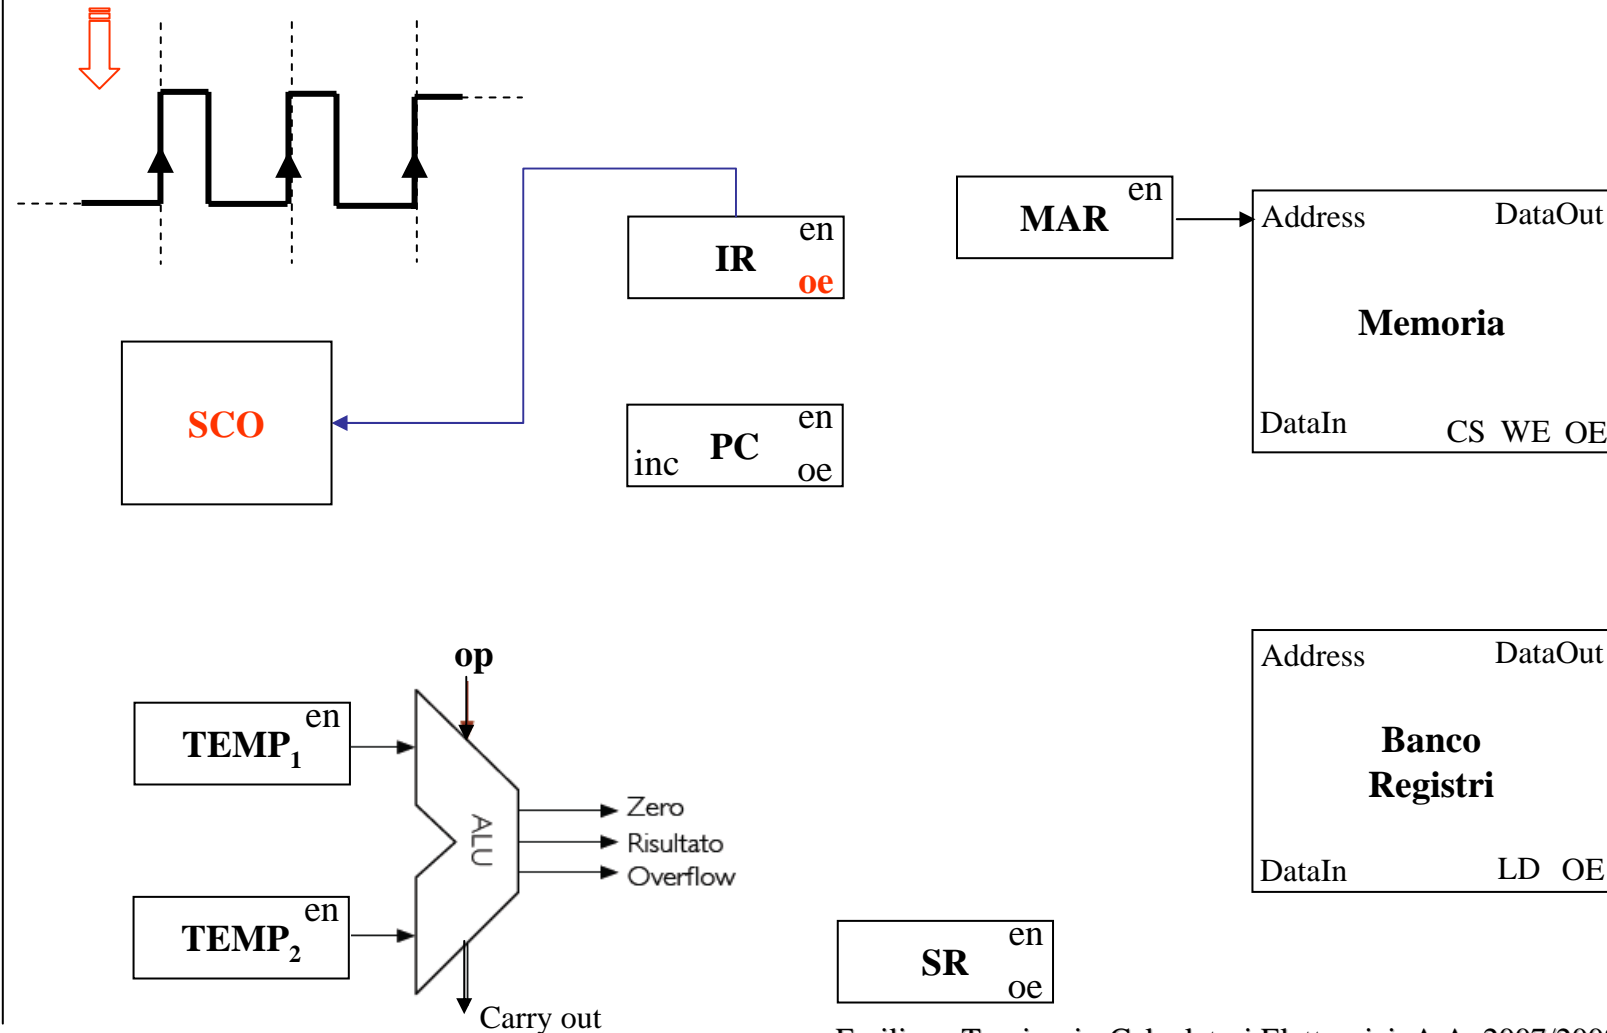 en
IR
oe
MAR
en
Address
DataOut
Memoria
DataIn
CS WE OE
SCO
en
inc
PC
oe
op
TEMP1
en
TEMP2
en
ALU
Zero
Risultato
Overflow
Carry out
Address
DataOut
Banco
Registri
DataIn
LD OE
en
SR
oe